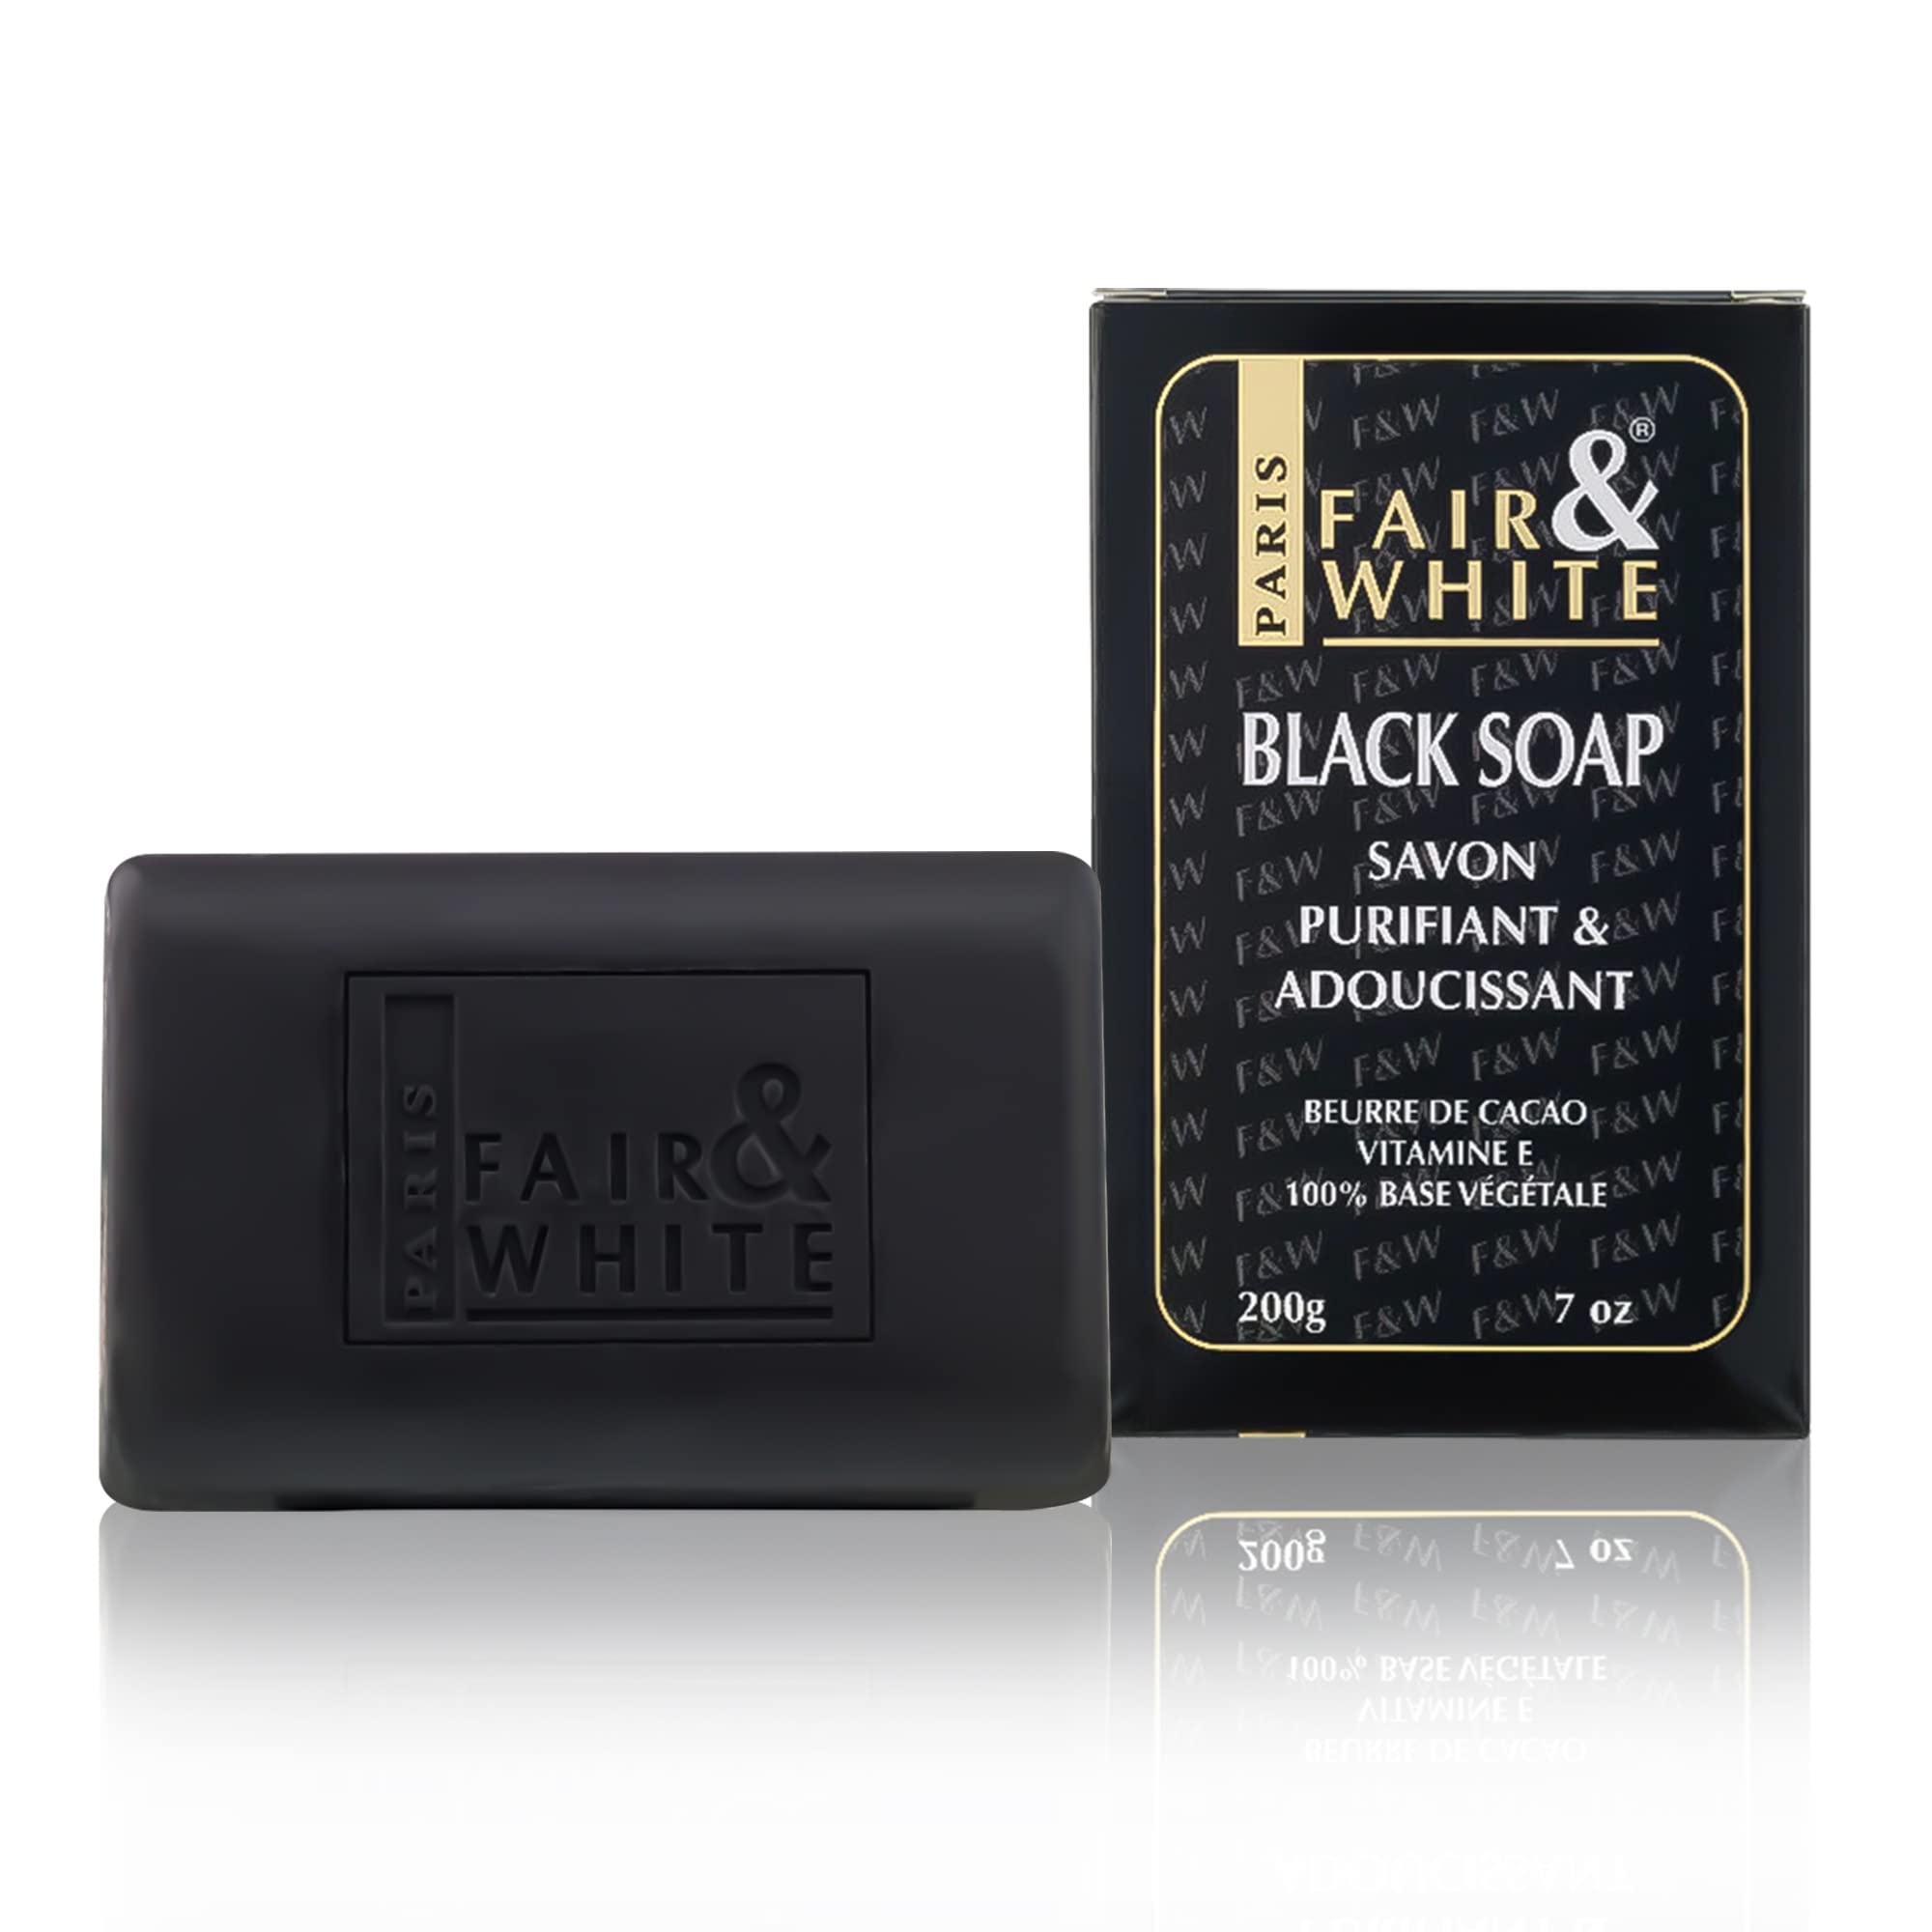 PARIS
FAIR &®
WHITE
BLACK SOAP
SAVON
PURIFIANT &
ADOUCISSANT
BEURRE DE CACAO
VITAMINE E
100% BASE VÉGÉTALE
200g 7 oz
PARIS
FAIR &
WHITE
F&W